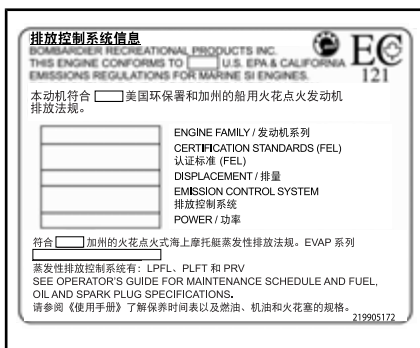 排放控制系统信息
BOMBARDIER RECREATIONAL PRODUCTS INC.
THIS ENGINE CONFORMS TO U.S. EPA & CALIFORNIA
EMISSIONS REGULATIONS FOR MARINE SI ENGINES.
EC
121
本动机符合 美国环保署和加州的船用火花点火发动机
排放法规。
ENGINE FAMILY / 发动机系列
CERTIFICATION STANDARDS (FEL)
认证标准 (FEL)
DISPLACEMENT / 排量
EMISSION CONTROL SYSTEM
排放控制系统
POWER / 功率
符合 加州的火花点火式海上摩托艇蒸发性排放法规。EVAP 系列
蒸发性排放控制系统有：LPFL、PLFT 和 PRV
SEE OPERATOR'S GUIDE FOR MAINTENANCE SCHEDULE AND FUEL,
OIL AND SPARK PLUG SPECIFICATIONS.
请参阅《使用手册》了解保养时间表以及燃油、机油和火花塞的规格。
219905172